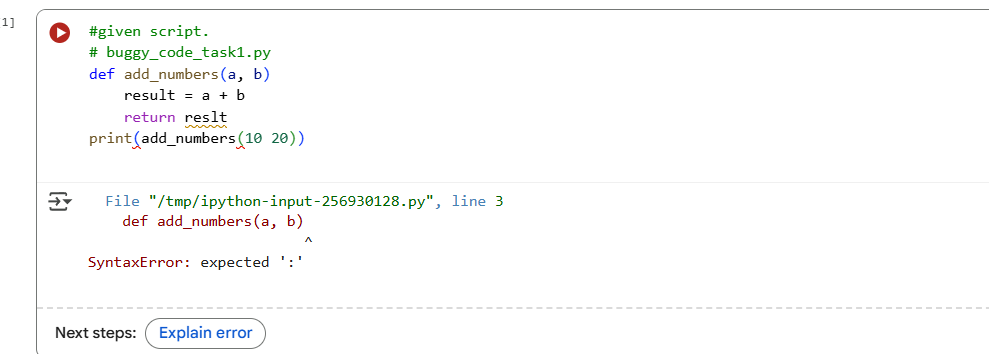 1]
#given script.
# buggy_code_task1.py
def add_numbers(a, b)
    result = a + b
    return reslt
print(add_numbers(10 20))
File "/tmp/ipython-input-256930128.py", line 3
    def add_numbers(a, b)
                         ^
SyntaxError: expected ':'
Next steps: Explain error